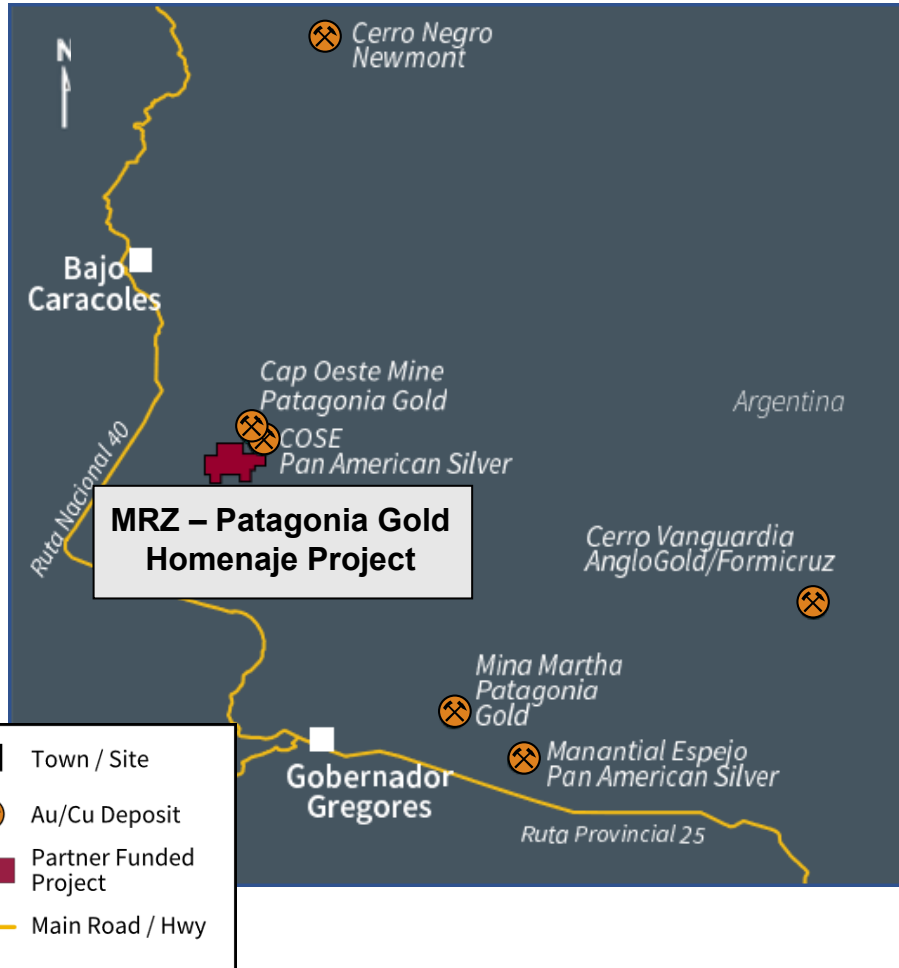 Cerro Negro
Newmont
N
Bajo
Caracoles
Cap Oeste Mine
Patagonia Gold
Argentina
COSE
Pan American Silver
Ruta Nacional 40
MRZ – Patagonia Gold
Homenaje Project
Cerro Vanguardia
AngloGold/Formicruz
Mina Martha
Patagonia
Gold
Manantial Espejo
Pan American Silver
Gobernador
Gregores
Ruta Provincial 25
Town / Site
Au/Cu Deposit
Partner Funded
Project
Main Road / Hwy